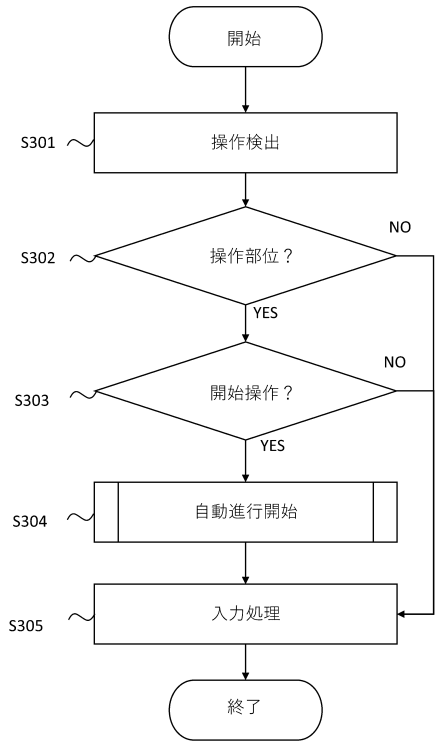 開始
S301
操作検出
NO
S302
操作部位？
YES
NO
S303
開始操作？
YES
S304
自動進行開始
S305
入力処理
終了